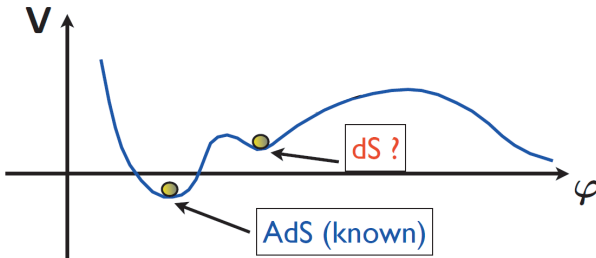 V
dS ?
φ
AdS (known)